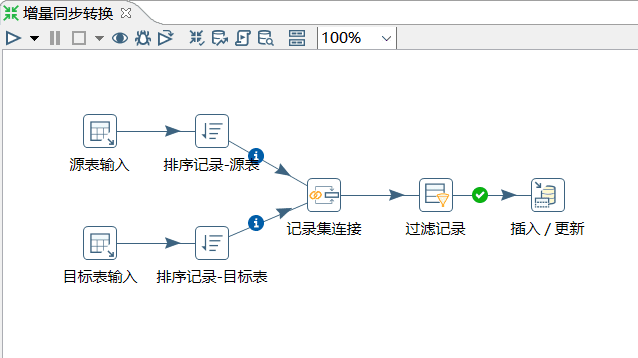 增量同步转换
100%
源表输入
排序记录-源表
记录集连接
过滤记录
插入 / 更新
目标表输入
排序记录-目标表